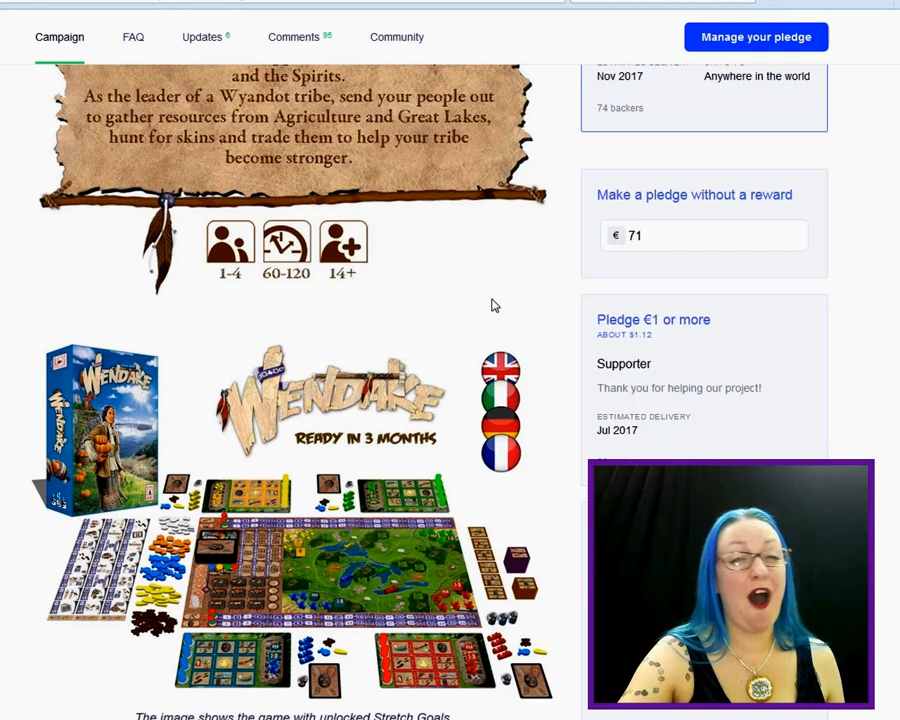 Campaign FAQ Updates 6 Comments 96 Community Manage your pledge
and the Spirits.
As the leader of a Wyandot tribe, send your people out
to gather resources from Agriculture and Great Lakes,
hunt for skins and trade them to help your tribe
become stronger.
1-4 60-120 14+
WENDAKE
WENDAKE
WENDAKE
READY IN 3 MONTHS
The image shows the game with unlocked Stretch Goals
Nov 2017 Anywhere in the world
74 backers
Make a pledge without a reward
€ 71
Pledge €1 or more
ABOUT $1.12
Supporter
Thank you for helping our project!
ESTIMATED DELIVERY
Jul 2017